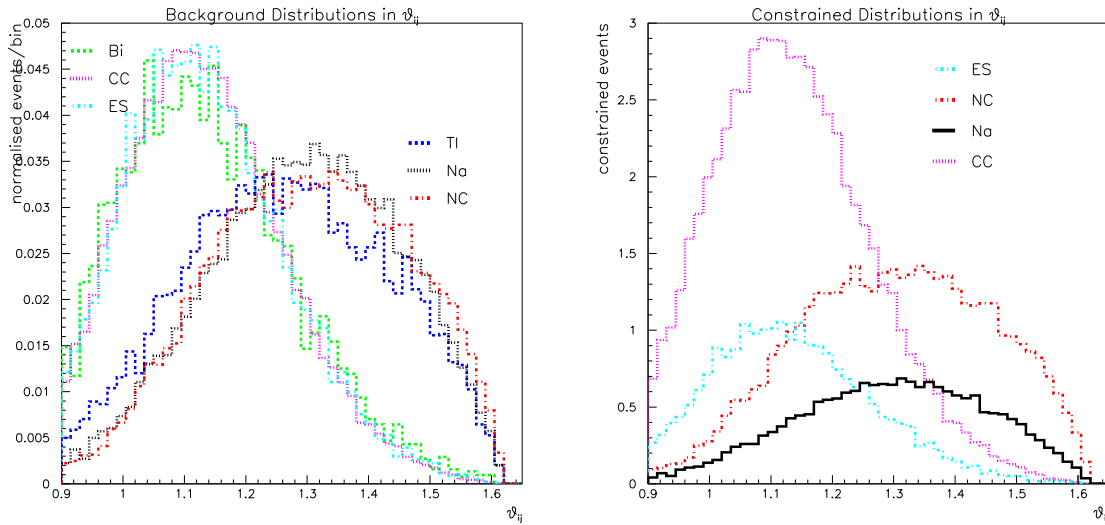 Background Distributions in ϑij
normalised events/bin
0.05
0.045
0.04
0.035
0.03
0.025
0.02
0.015
0.01
0.005
0
Bi
CC
ES
Tl
Na
NC
0.9 1 1.1 1.2 1.3 1.4 1.5 1.6
ϑij
Constrained Distributions in ϑij
constrained events
3
2.5
2
1.5
1
0.5
0
ES
NC
Na
CC
0.9 1 1.1 1.2 1.3 1.4 1.5 1.6
ϑi